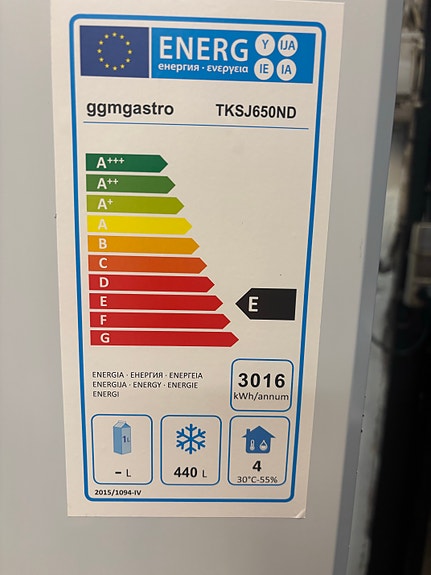 ENERG Y IJA
енергия · ενεργεια IE IA
ggmgastro TKSJ650ND
A+++
A++
A+
A
B
C
D
E E
F
G
ENERGIA · ЕНЕРГИЯ · ΕΝΕΡΓΕΙΑ
ENERGIJA · ENERGY · ENERGIE
ENERGI
3016
kWh/annum
1L
- L
440 L
4
30°C-55%
2015/1094-IV